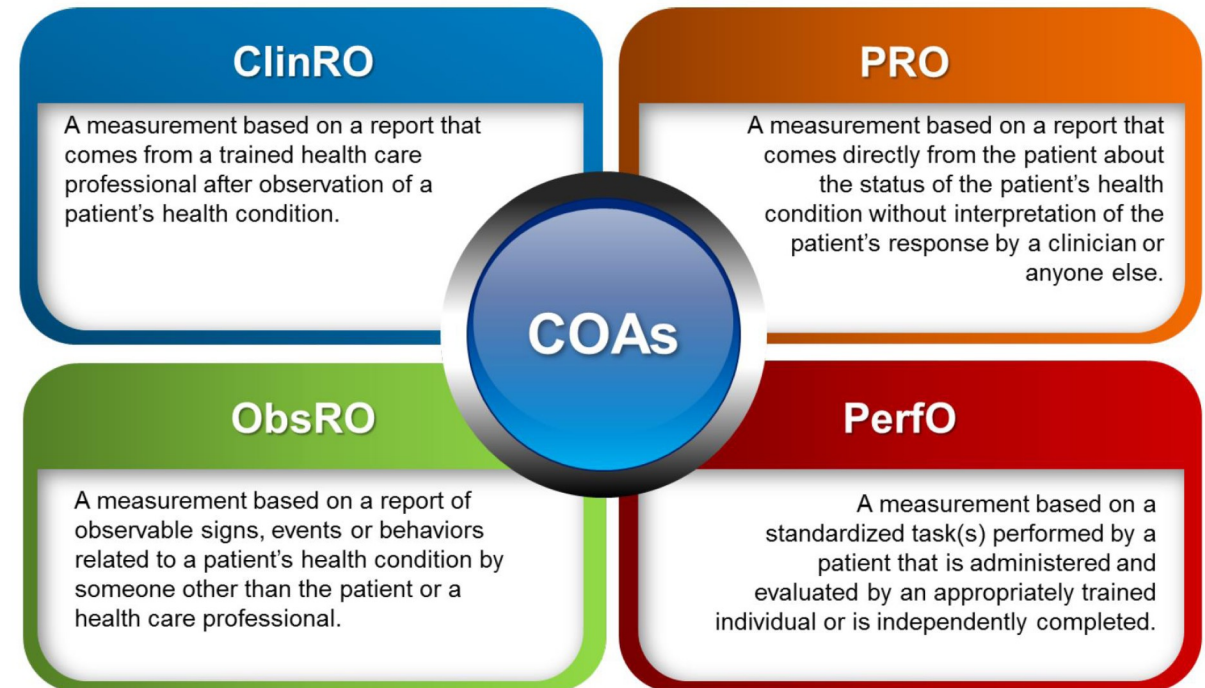 ClinRO
A measurement based on a report that
comes from a trained health care
professional after observation of a
patient’s health condition.
PRO
A measurement based on a report that
comes directly from the patient about
the status of the patient’s health
condition without interpretation of the
patient’s response by a clinician or
anyone else.
COAs
ObsRO
A measurement based on a report of
observable signs, events or behaviors
related to a patient’s health condition by
someone other than the patient or a
health care professional.
PerfO
A measurement based on a
standardized task(s) performed by a
patient that is administered and
evaluated by an appropriately trained
individual or is independently completed.